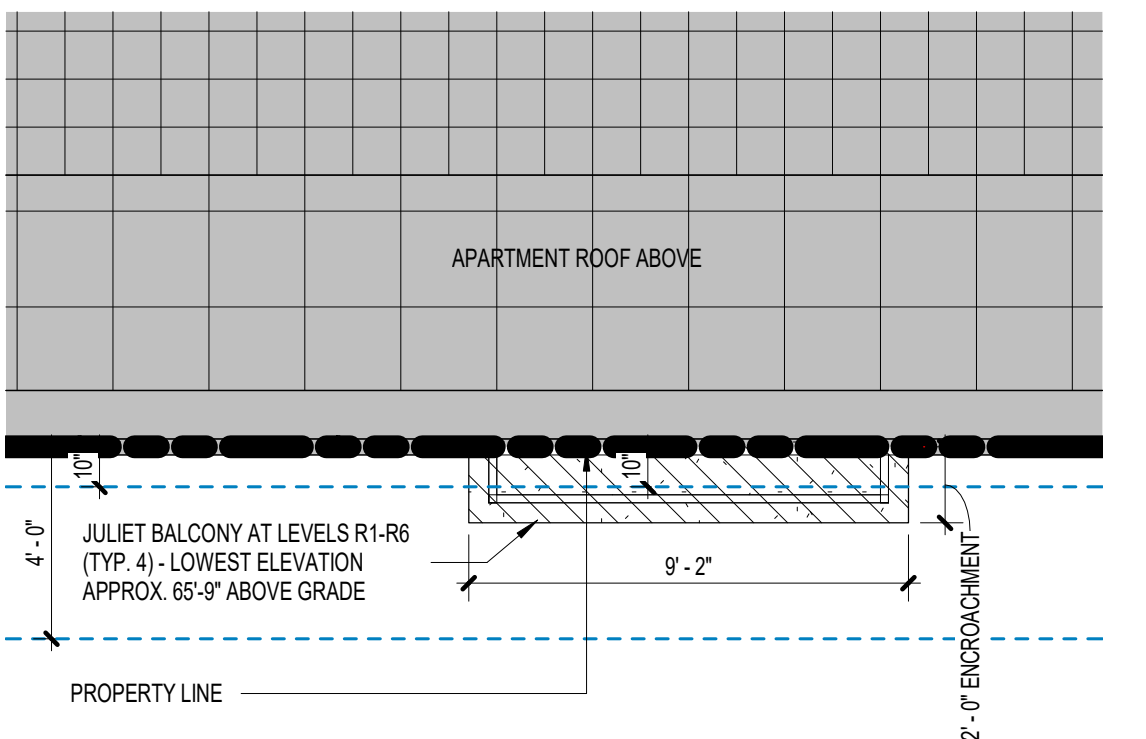 APARTMENT ROOF ABOVE
10"
10"
4' - 0"
JULIET BALCONY AT LEVELS R1-R6
(TYP. 4) - LOWEST ELEVATION
APPROX. 65'-9" ABOVE GRADE
9' - 2"
2' - 0" ENCROACHMENT
PROPERTY LINE